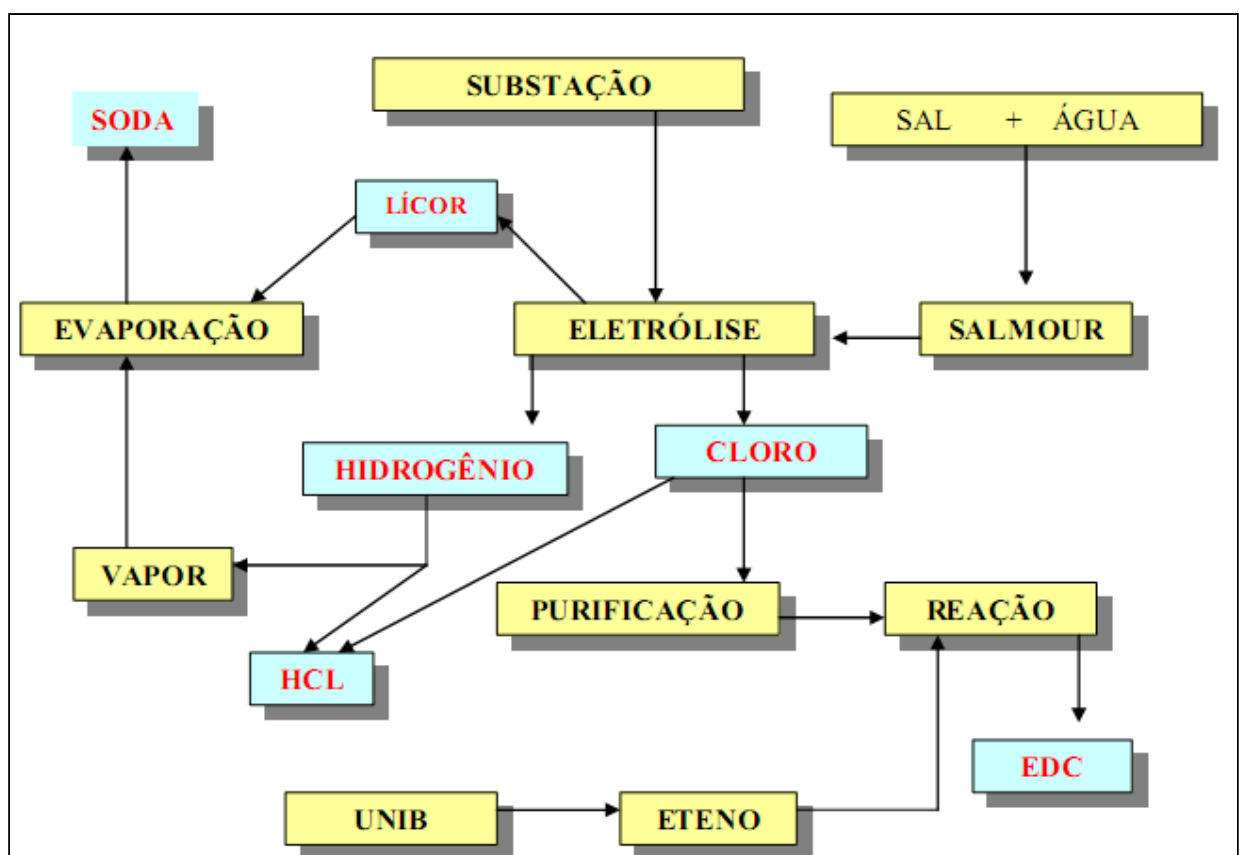 SUBSTAÇÃO
SODA
SAL + ÁGUA
LÍCOR
EVAPORAÇÃO
ELETRÓLISE
SALMOUR
HIDROGÊNIO
CLORO
VAPOR
PURIFICAÇÃO
REAÇÃO
HCL
EDC
UNIB
ETENO